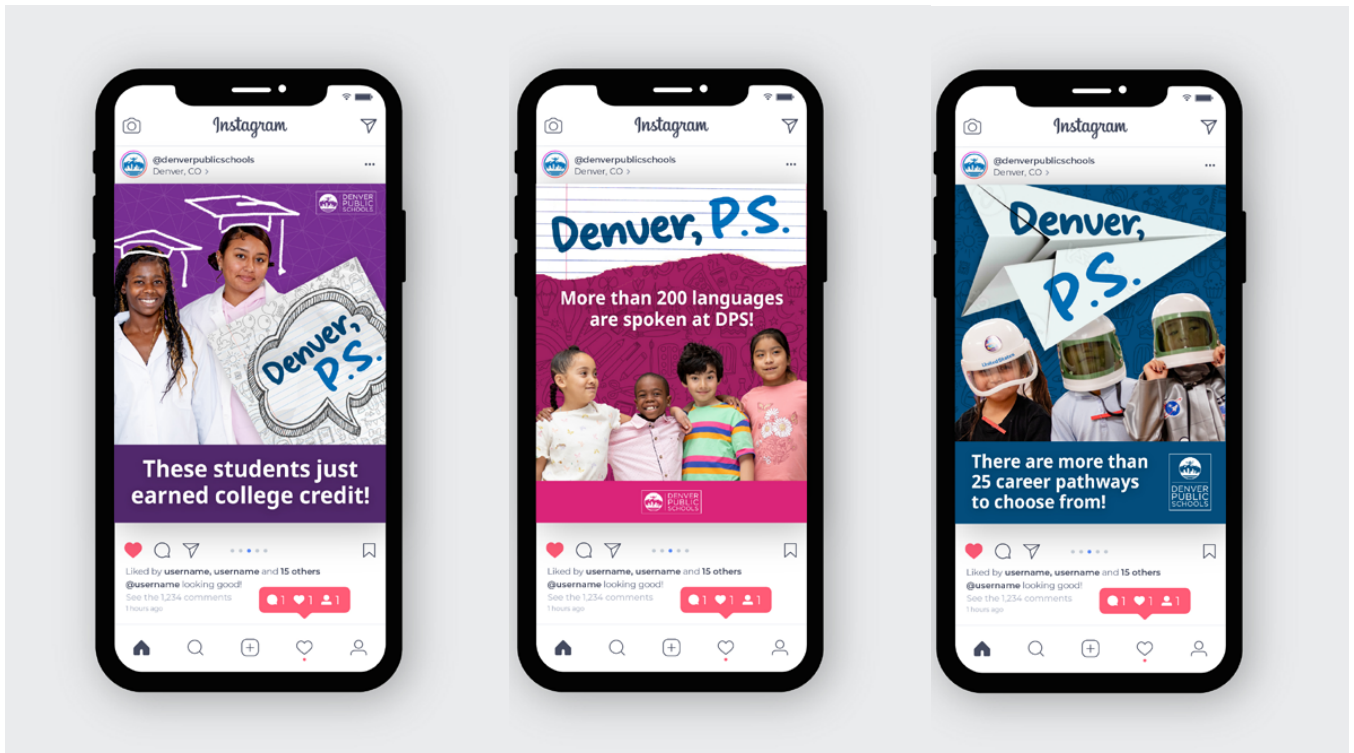 Instagram
@denverpublicschools
Denver, CO >
DENVER
PUBLIC
SCHOOLS
Denver,
P.S.
These students just
earned college credit!
Liked by username, username and 15 others
@username looking good!
See the 1,234 comments
1 hours ago
1 1 1
Instagram
@denverpublicschools
Denver, CO >
Denver, P.S.
More than 200 languages
are spoken at DPS!
DENVER
PUBLIC
SCHOOLS
Liked by username, username and 15 others
@username looking good!
See the 1,234 comments
1 hours ago
1 1 1
Instagram
@denverpublicschools
Denver, CO >
Denver,
P.S.
United States
There are more than
25 career pathways
to choose from!
DENVER
PUBLIC
SCHOOLS
Liked by username, username and 15 others
@username looking good!
See the 1,234 comments
1 hours ago
1 1 1